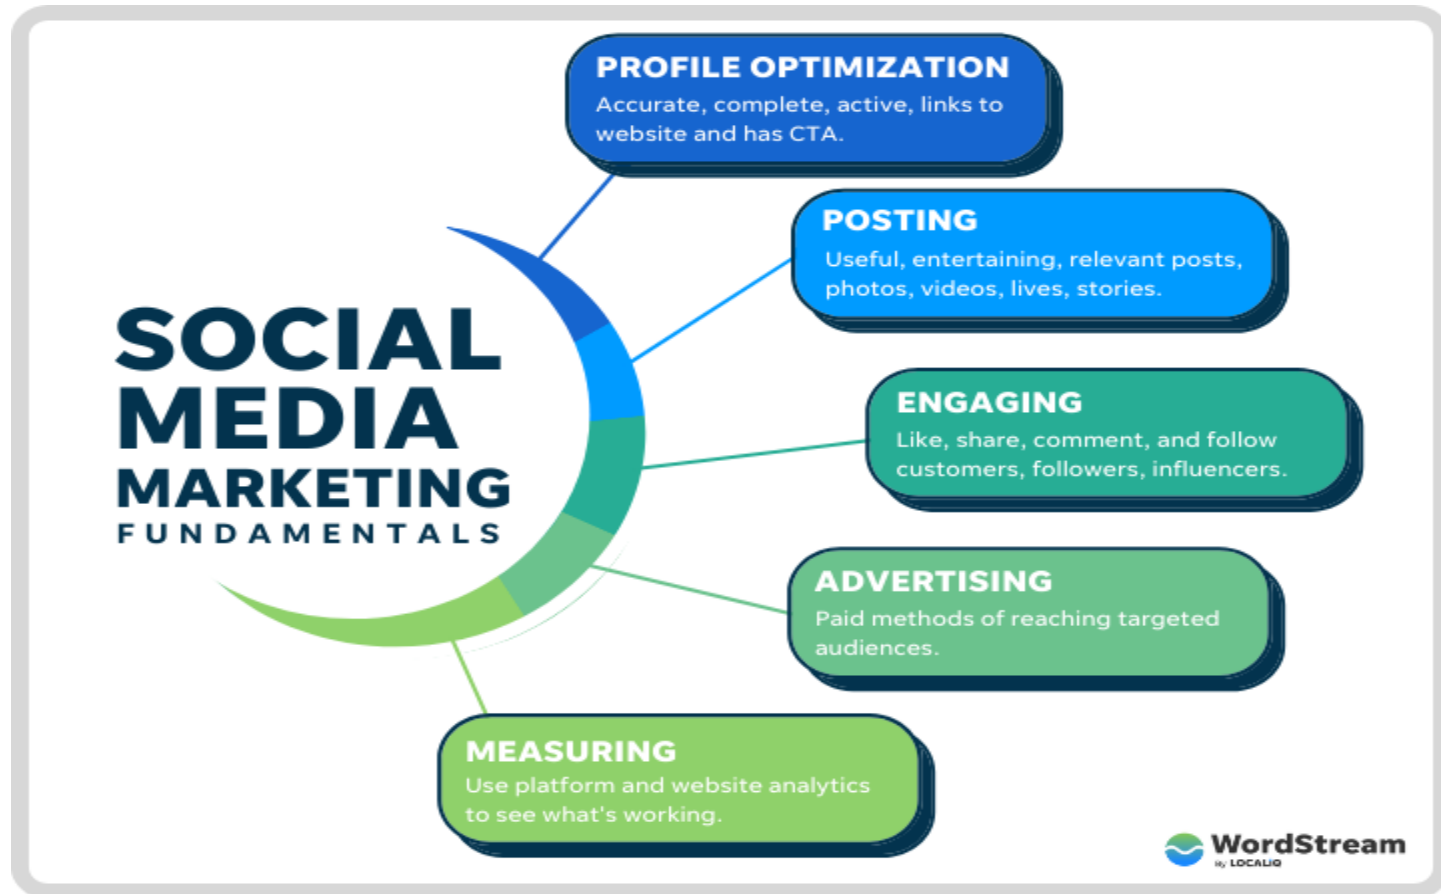 SOCIAL
MEDIA
MARKETING
FUNDAMENTALS
PROFILE OPTIMIZATION
Accurate, complete, active, links to
website and has CTA.
POSTING
Useful, entertaining, relevant posts,
photos, videos, lives, stories.
ENGAGING
Like, share, comment, and follow
customers, followers, influencers.
ADVERTISING
Paid methods of reaching targeted
audiences.
MEASURING
Use platform and website analytics
to see what's working.
WordStream
By LOCALiQ